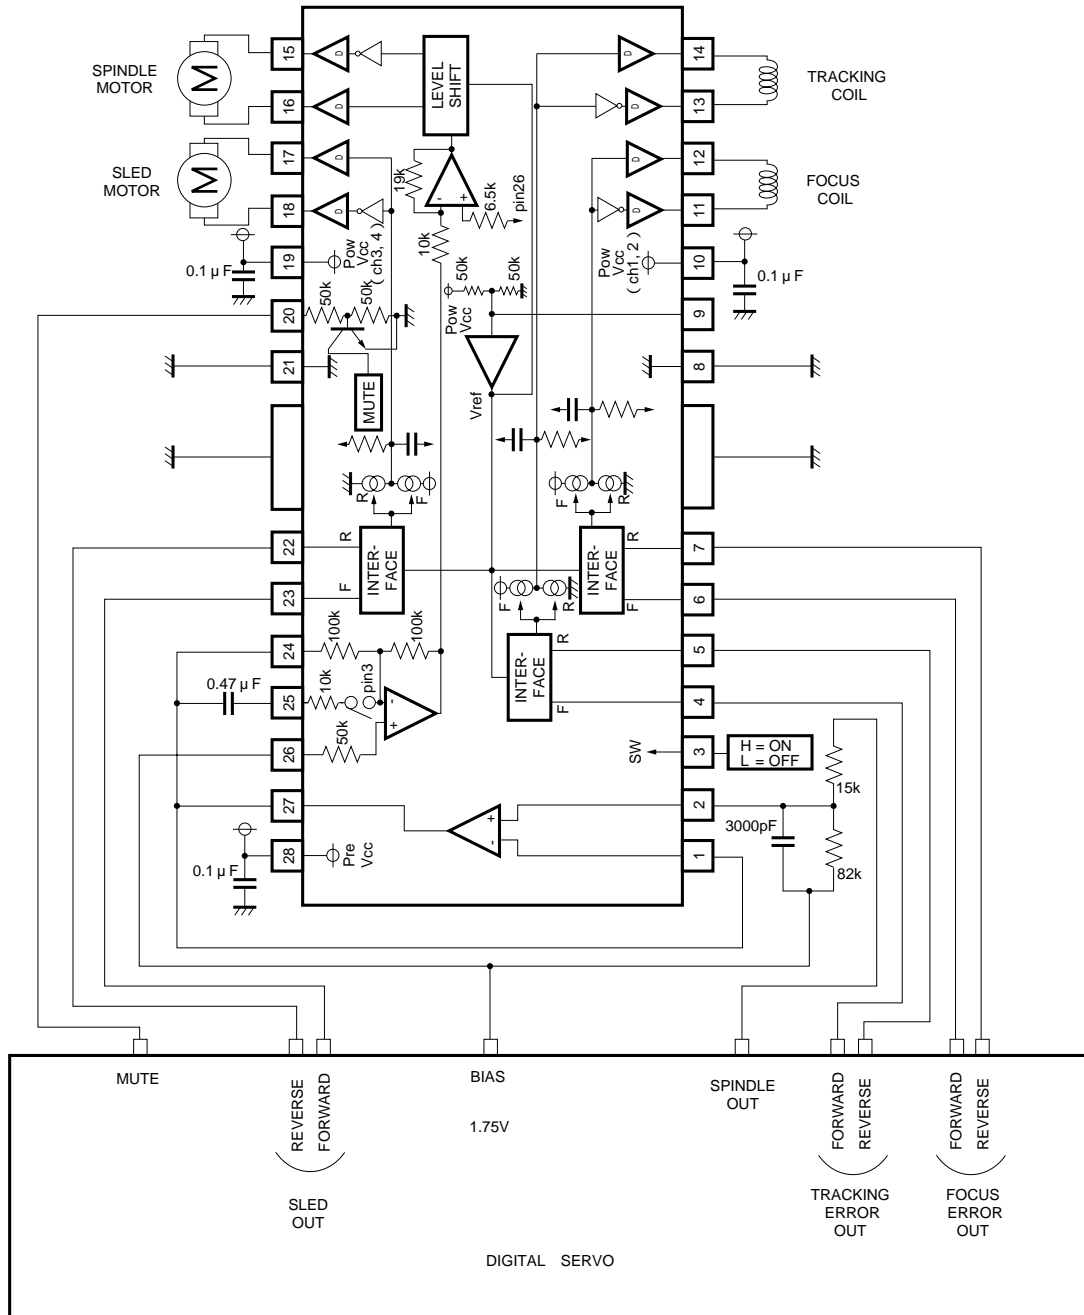 SPINDLE
MOTOR
M
15
16
D
D
LEVEL
SHIFT
D
D
14
13
TRACKING
COIL
SLED
MOTOR
M
17
18
D
D
19k
-
+
6.5k
pin26
10k
D
D
12
11
FOCUS
COIL
0.1 µ F
19
Pow
Vcc
( ch3, 4 )
50k
50k
Pow
Vcc
Pow
Vcc
( ch1, 2 )
10
0.1 µ F
20
50k
50k
9
21
MUTE
Vref
8
R
F
F
R
22
R
INTER-
FACE
F
23
INTER-
FACE
R
F
7
6
F
R
INTER-
FACE
R
F
5
4
24
100k
100k
0.47 µ F
25
10k
pin3
-
+
26
50k
SW
3
H = ON
L = OFF
15k
27
+
-
2
3000pF
82k
0.1 µ F
28
Pre
Vcc
1
MUTE
REVERSE
FORWARD
SLED
OUT
BIAS
1.75V
SPINDLE
OUT
FORWARD
REVERSE
TRACKING
ERROR
OUT
FORWARD
REVERSE
FOCUS
ERROR
OUT
DIGITAL SERVO